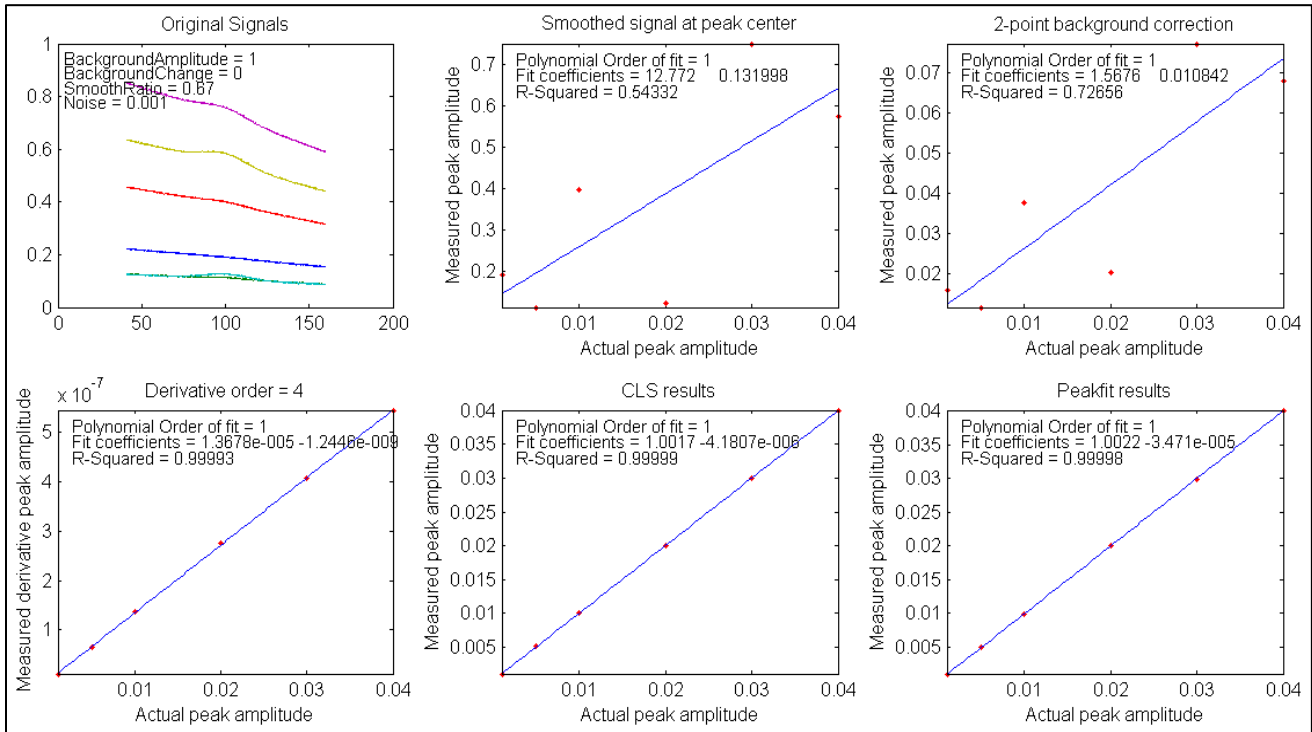 Original Signals
BackgroundAmplitude = 1
BackgroundChange = 0
SmoothRatio = 0.67
Noise = 0.001
1
0.8
0.6
0.4
0.2
0
0 50 100 150 200
Smoothed signal at peak center
Polynomial Order of fit = 1
Fit coefficients = 12.772 0.131998
R-Squared = 0.54332
Measured peak amplitude
0.7
0.6
0.5
0.4
0.3
0.2
0.01 0.02 0.03 0.04
Actual peak amplitude
2-point background correction
Polynomial Order of fit = 1
Fit coefficients = 1.5676 0.010842
R-Squared = 0.72656
Measured peak amplitude
0.07
0.06
0.05
0.04
0.03
0.02
0.01 0.02 0.03 0.04
Actual peak amplitude
x 10-7
Derivative order = 4
Polynomial Order of fit = 1
Fit coefficients = 1.3678e-005 -1.2446e-009
R-Squared = 0.99993
Measured derivative peak amplitude
5
4
3
2
1
0.01 0.02 0.03 0.04
Actual peak amplitude
CLS results
Polynomial Order of fit = 1
Fit coefficients = 1.0017 -4.1807e-006
R-Squared = 0.99999
Measured peak amplitude
0.04
0.035
0.03
0.025
0.02
0.015
0.01
0.005
0.01 0.02 0.03 0.04
Actual peak amplitude
Peakfit results
Polynomial Order of fit = 1
Fit coefficients = 1.0022 -3.471e-005
R-Squared = 0.99998
Measured peak amplitude
0.04
0.035
0.03
0.025
0.02
0.015
0.01
0.005
0.01 0.02 0.03 0.04
Actual peak amplitude